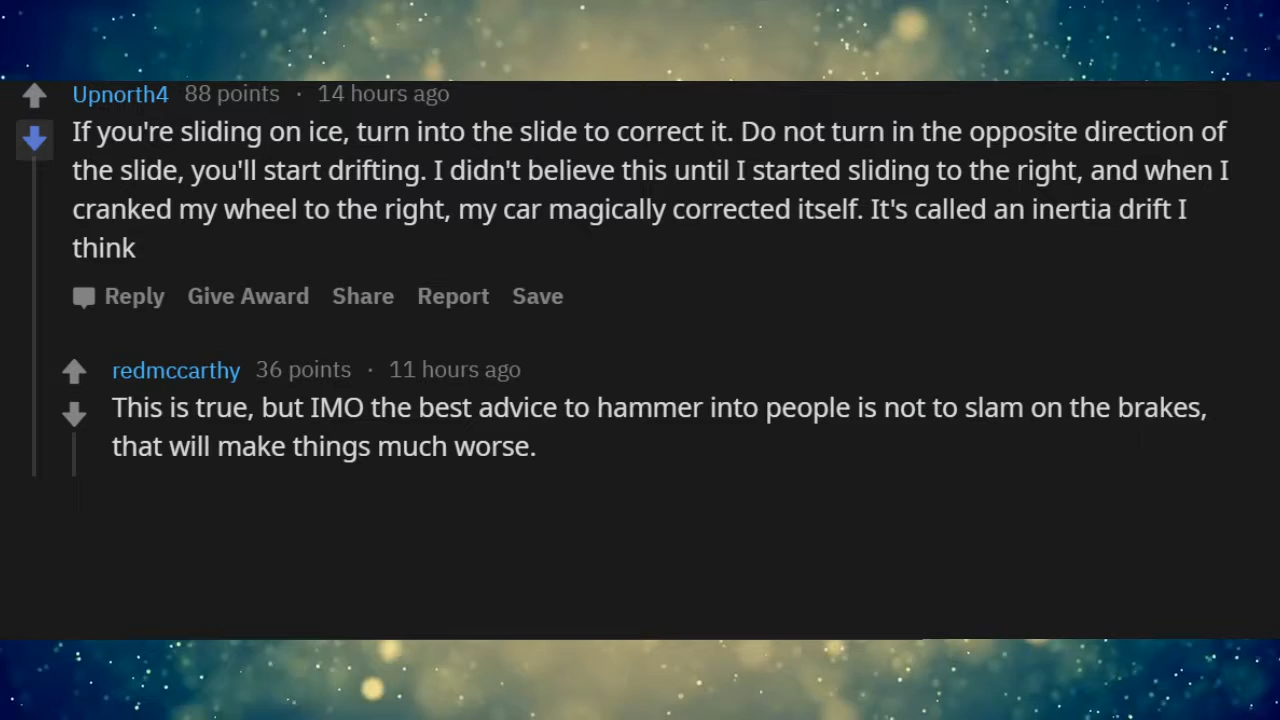 Upnorth4 88 points · 14 hours ago
If you're sliding on ice, turn into the slide to correct it. Do not turn in the opposite direction of
the slide, you'll start drifting. I didn't believe this until I started sliding to the right, and when I
cranked my wheel to the right, my car magically corrected itself. It's called an inertia drift I
think
Reply Give Award Share Report Save
redmccarthy 36 points · 11 hours ago
This is true, but IMO the best advice to hammer into people is not to slam on the brakes,
that will make things much worse.